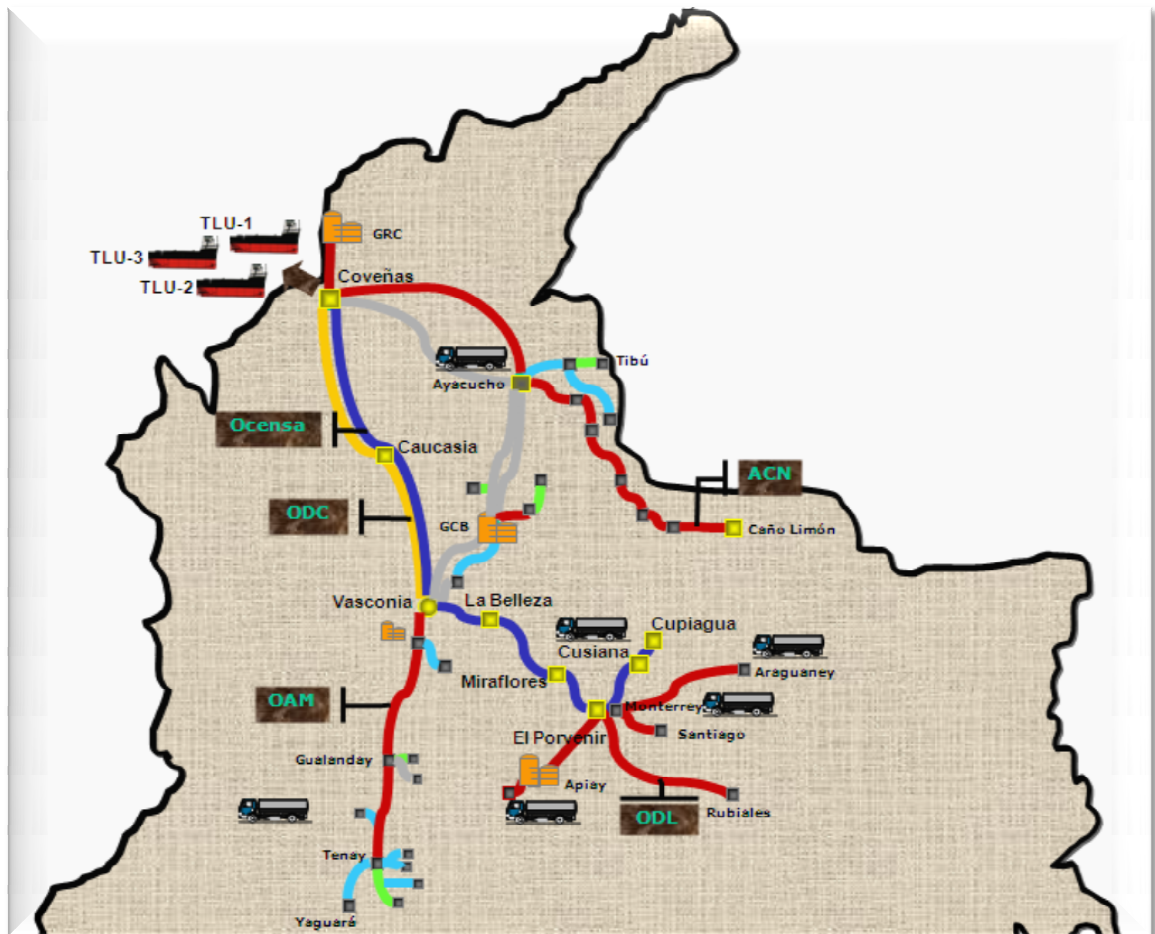 TLU-1
GRC
TLU-3
Coveñas
TLU-2
Tibú
Ayacucho
Ocensa
Caucasia
ACN
ODC
GCB
Caño Limón
Vasconia
La Belleza
Cupiagua
Cusiana
Araguaney
Miraflores
OAM
Monterrey
Santiago
El Porvenir
Gualanday
Apiay
Rubiales
ODL
Tenay
Yaguará